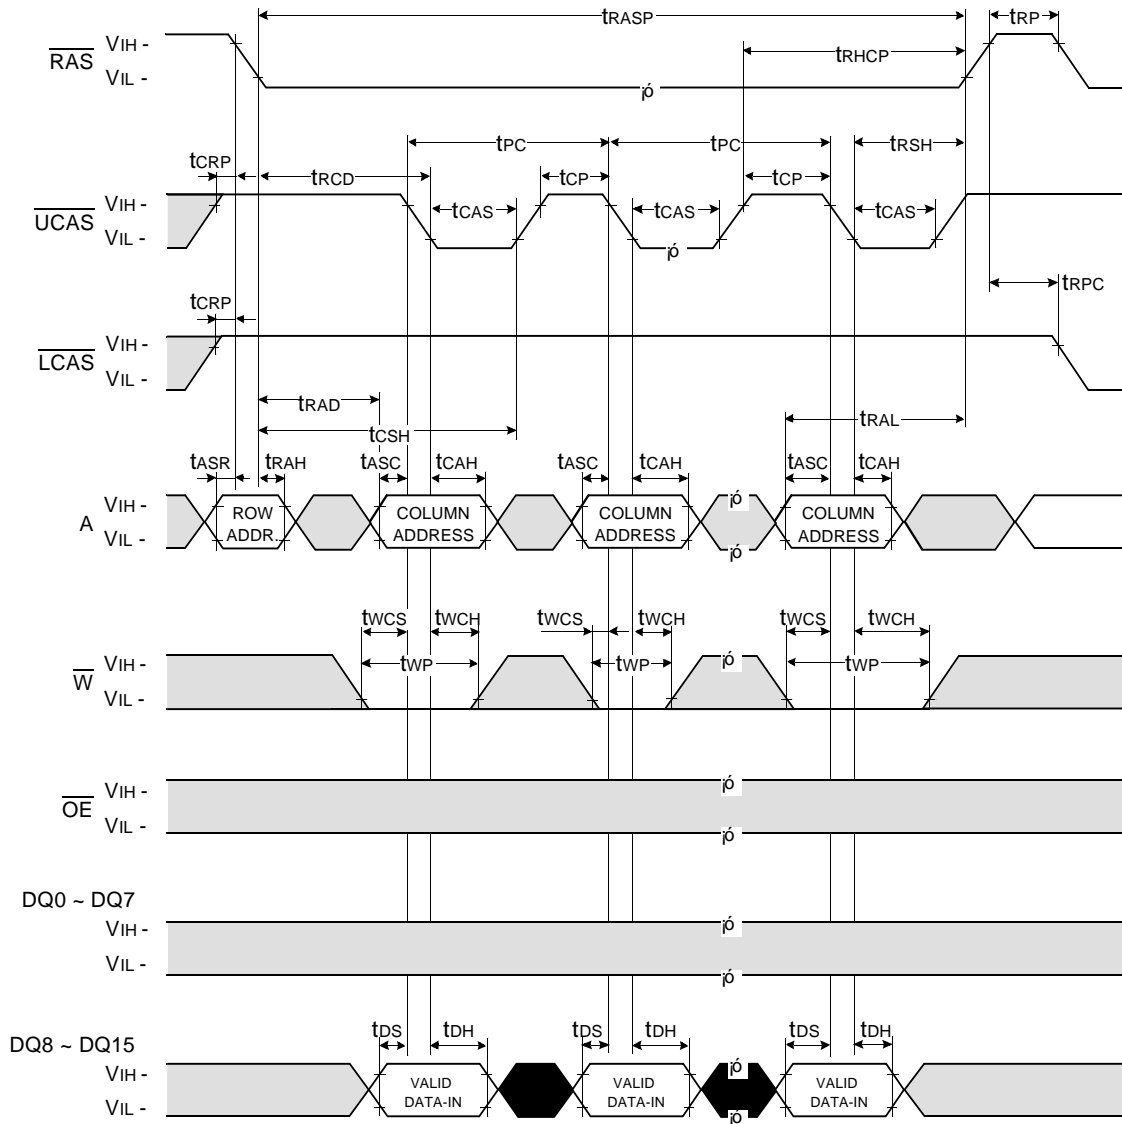 tRASP tRP
RAS VIH - tRHCP
VIL - ¡ó
tPC tPC tRSH
tCRP tRCD tCP tCP
UCAS VIH - tCAS tCAS tCAS
VIL - ¡ó
tRPC
tCRP
LCAS VIH -
VIL -
tRAD tRAL
tCSH
tASR tRAH tASC tCAH tASC tCAH tASC tCAH
A VIH - ROW COLUMN COLUMN ¡ó COLUMN
VIL - ADDR. ADDRESS ADDRESS ¡ó ADDRESS
tWCS tWCH tWCS tWCH tWCS tWCH
W VIH - tWP tWP ¡ó tWP
VIL -
OE VIH - ¡ó
VIL - ¡ó
DQ0 ~ DQ7
VIH - ¡ó
VIL - ¡ó
tDS tDH tDS tDH tDS tDH
DQ8 ~ DQ15
VIH - VALID VALID ¡ó VALID
VIL - DATA-IN DATA-IN ¡ó DATA-IN